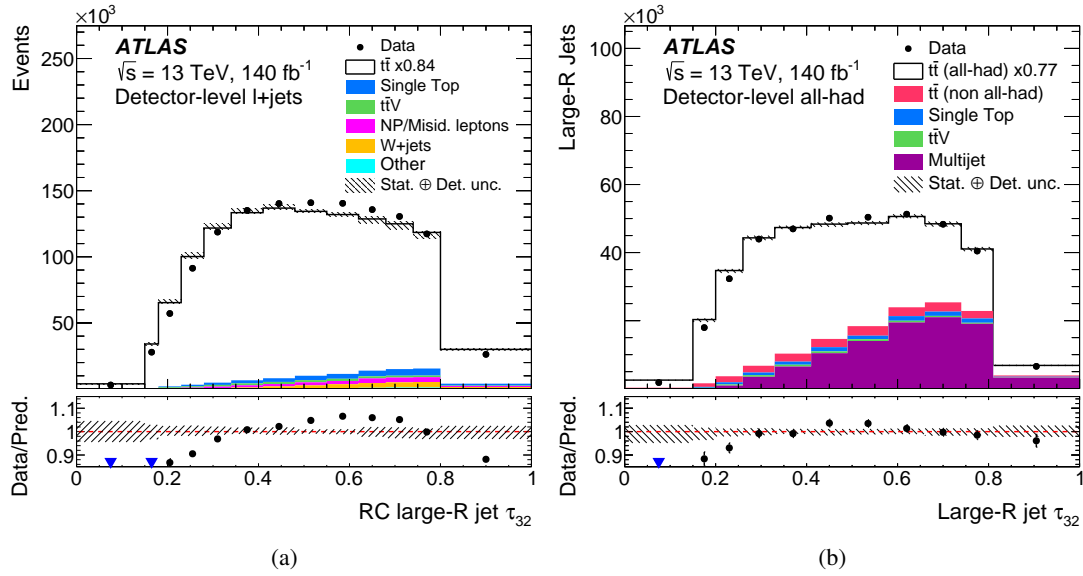 ×10³
Events
250
200
150
100
50
ATLAS
√s = 13 TeV, 140 fb⁻¹
Detector-level l+jets
Data
tt̄ x0.84
Single Top
tt̄V
NP/Misid. leptons
W+jets
Other
Stat. ⊕ Det. unc.
Data/Pred.
1.1
1
0.9
0 0.2 0.4 0.6 0.8 1
RC large-R jet τ₃₂
(a)
×10³
Large-R Jets
100
80
60
40
20
ATLAS
√s = 13 TeV, 140 fb⁻¹
Detector-level all-had
Data
tt̄ (all-had) x0.77
tt̄ (non all-had)
Single Top
tt̄V
Multijet
Stat. ⊕ Det. unc.
Data/Pred.
1.1
1
0.9
0 0.2 0.4 0.6 0.8 1
Large-R jet τ₃₂
(b)